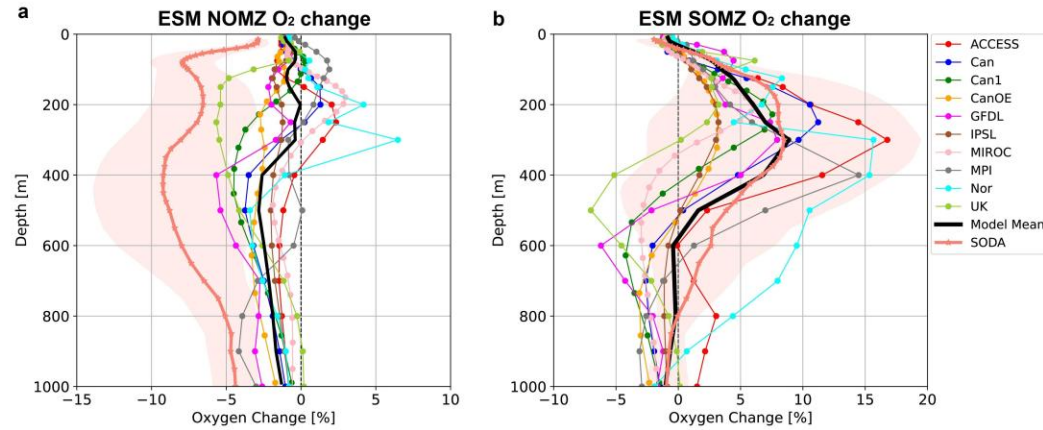 a
ESM NOMZ O₂ change
0
200
400
600
800
1000
Depth [m]
−15
−10
−5
0
5
10
Oxygen Change [%]
b
ESM SOMZ O₂ change
0
200
400
600
800
1000
Depth [m]
−10
−5
0
5
10
15
20
Oxygen Change [%]
ACCESS
Can
Can1
CanOE
GFDL
IPSL
MIROC
MPI
Nor
UK
Model Mean
SODA